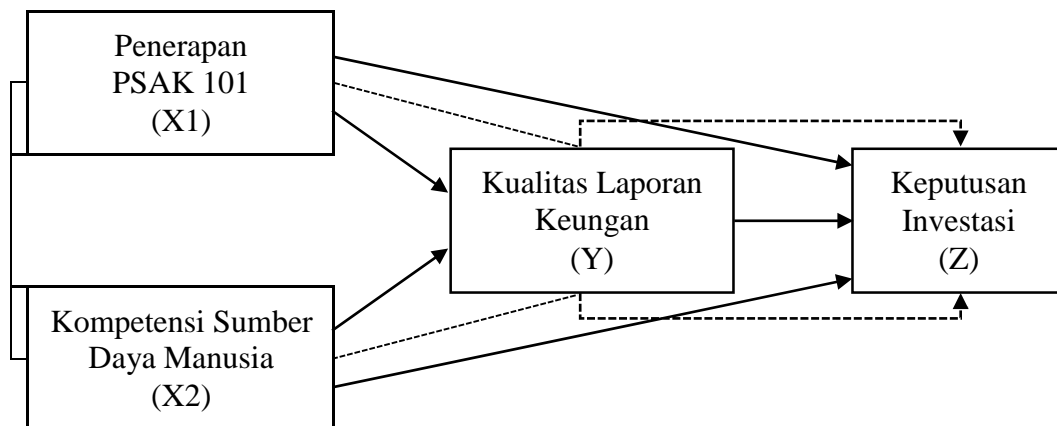 Penerapan
PSAK 101
(X1)
Kualitas Laporan
Keungan
(Y)
Keputusan
Investasi
(Z)
Kompetensi Sumber
Daya Manusia
(X2)